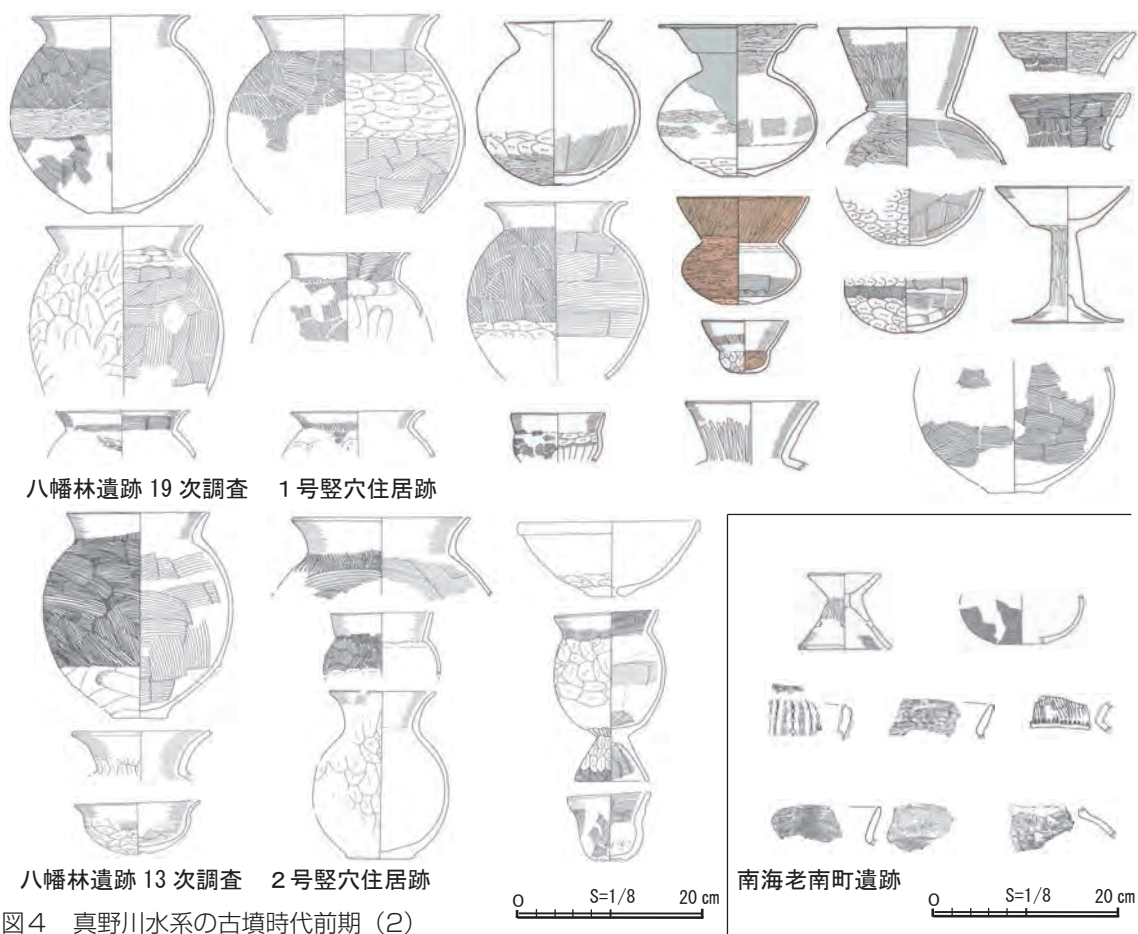 八幡林遺跡 19 次調査　1号竪穴住居跡
八幡林遺跡 13 次調査　2号竪穴住居跡
0 S=1/8 20 cm
南海老南町遺跡
0 S=1/8 20 cm
図4　真野川水系の古墳時代前期（2）